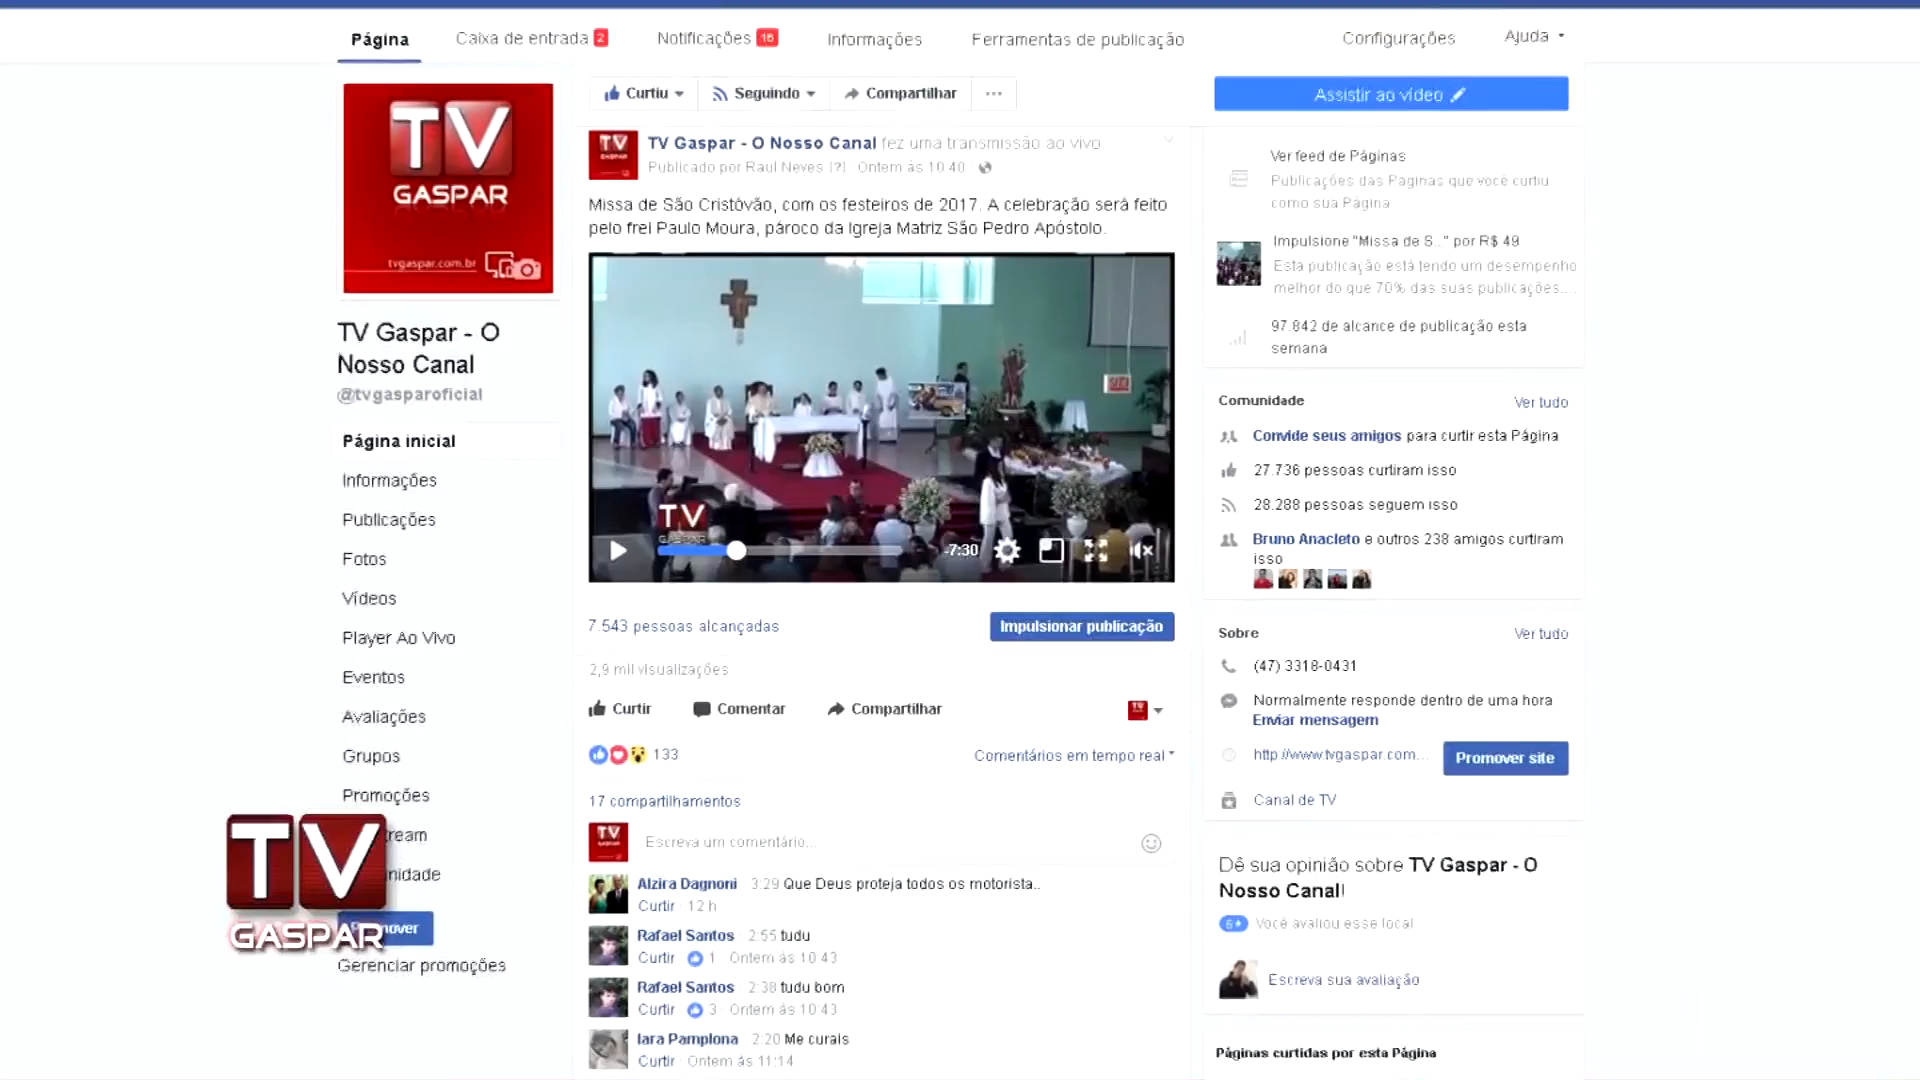 Página
Caixa de entrada 2
Notificações 16
Informações
Ferramentas de publicação
Configurações
Ajuda
TV
GASPAR
tvgaspar.com.br
TV Gaspar - O
Nosso Canal
@tvgasparoficial
Página inicial
Informações
Publicações
Fotos
Vídeos
Player Ao Vivo
Eventos
Avaliações
Grupos
Promoções
ream
nidade
over
Gerenciar promoções
TV
GASPAR
Curtiu
Seguindo
Compartilhar
TV Gaspar - O Nosso Canal fez uma transmissão ao vivo
Publicado por Raul Neves [?] · Ontem às 10:40
Missa de São Cristóvão, com os festeiros de 2017. A celebração será feito
pelo frei Paulo Moura, pároco da Igreja Matriz São Pedro Apóstolo.
TV
GASPAR
-7:30
7.543 pessoas alcançadas
Impulsionar publicação
2,9 mil visualizações
Curtir
Comentar
Compartilhar
133
Comentários em tempo real
17 compartilhamentos
Escreva um comentário...
Alzira Dagnoni 3:29 Que Deus proteja todos os motorista..
Curtir · 12 h
Rafael Santos 2:55 tudu
Curtir · 1 · Ontem às 10:43
Rafael Santos 2:38 tudu bom
Curtir · 3 · Ontem às 10:43
Iara Pamplona 2:20 Me curais
Curtir · Ontem às 11:14
Assistir ao vídeo
Ver feed de Páginas
Publicações das Páginas que você curtiu
como sua Página
Impulsione "Missa de S..." por R$ 49
Esta publicação está tendo um desempenho
melhor do que 70% das suas publicações....
97.842 de alcance de publicação esta
semana
Comunidade
Ver tudo
Convide seus amigos para curtir esta Página
27.736 pessoas curtiram isso
28.288 pessoas seguem isso
Bruno Anacleto e outros 238 amigos curtiram
isso
Sobre
Ver tudo
(47) 3318-0431
Normalmente responde dentro de uma hora
Enviar mensagem
http://www.tvgaspar.com...
Promover site
Canal de TV
Dê sua opinião sobre TV Gaspar - O
Nosso Canal!
5★ Você avaliou esse local
Escreva sua avaliação
Páginas curtidas por esta Página